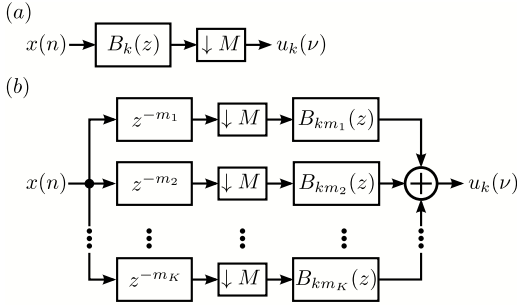 (a)
x(n) B_k(z) ↓ M u_k(ν)
(b)
z^{-m_1} ↓ M B_{km_1}(z)
x(n) z^{-m_2} ↓ M B_{km_2}(z) + u_k(ν)
z^{-m_K} ↓ M B_{km_K}(z)